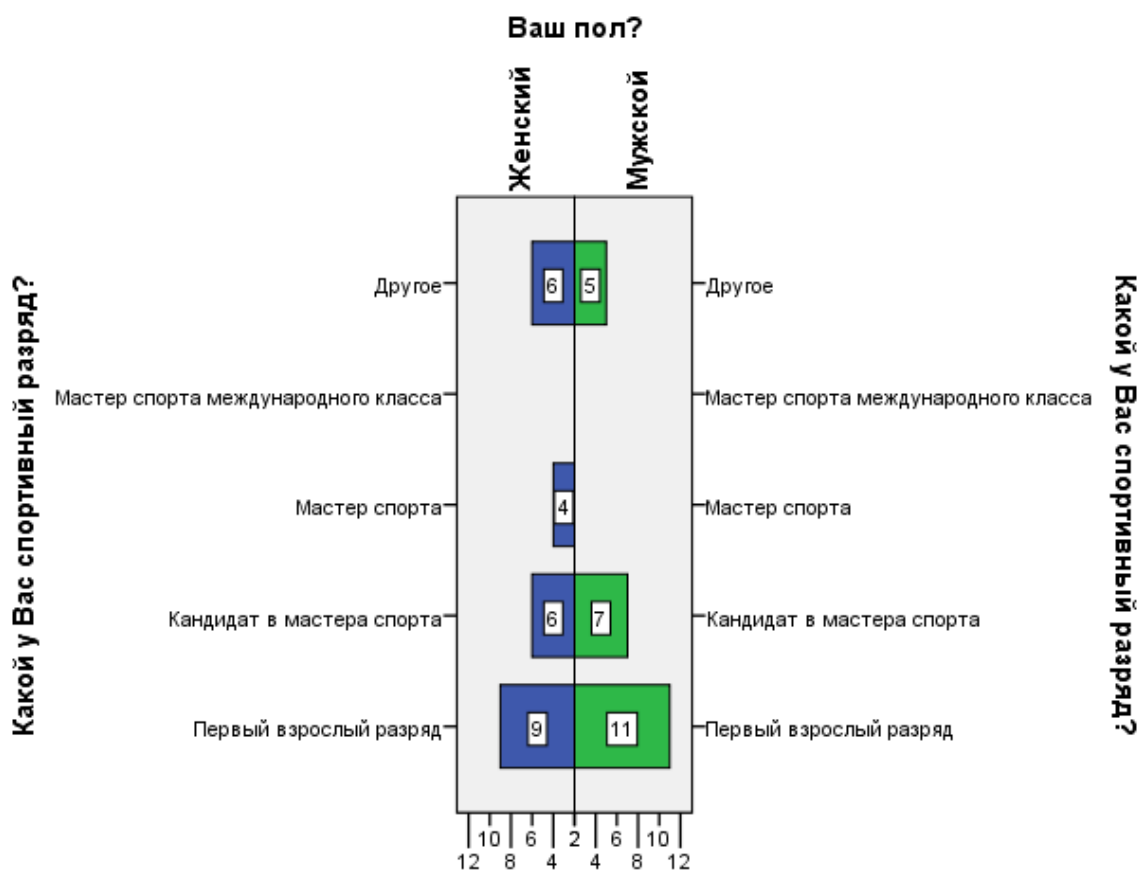 Ваш пол?
Женский
Мужской
Какой у Вас спортивный разряд?
Какой у Вас спортивный разряд?
Другое
6
5
Другое
Мастер спорта международного класса
Мастер спорта международного класса
Мастер спорта
4
Мастер спорта
Кандидат в мастера спорта
6
7
Кандидат в мастера спорта
Первый взрослый разряд
9
11
Первый взрослый разряд
12 10 8 6 4 2 4 6 8 10 12